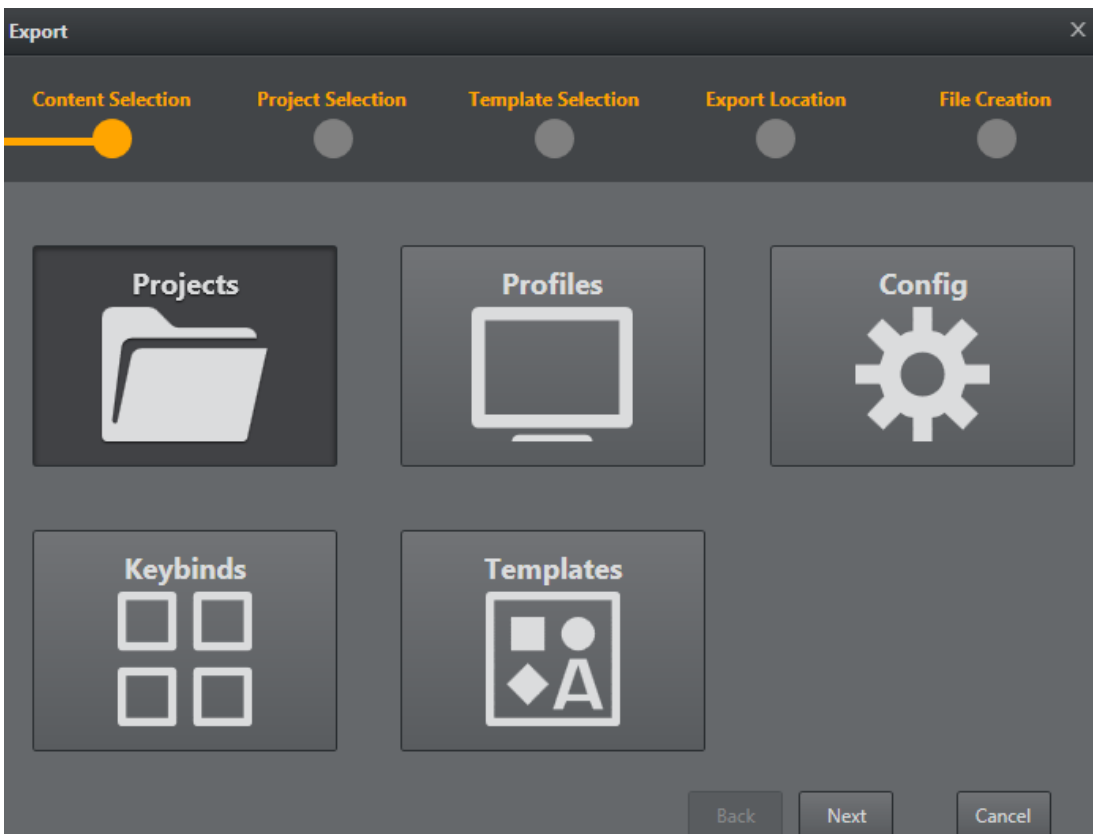 Export
Content Selection Project Selection Template Selection Export Location File Creation
Projects Profiles Config
Keybinds Templates
Back Next Cancel